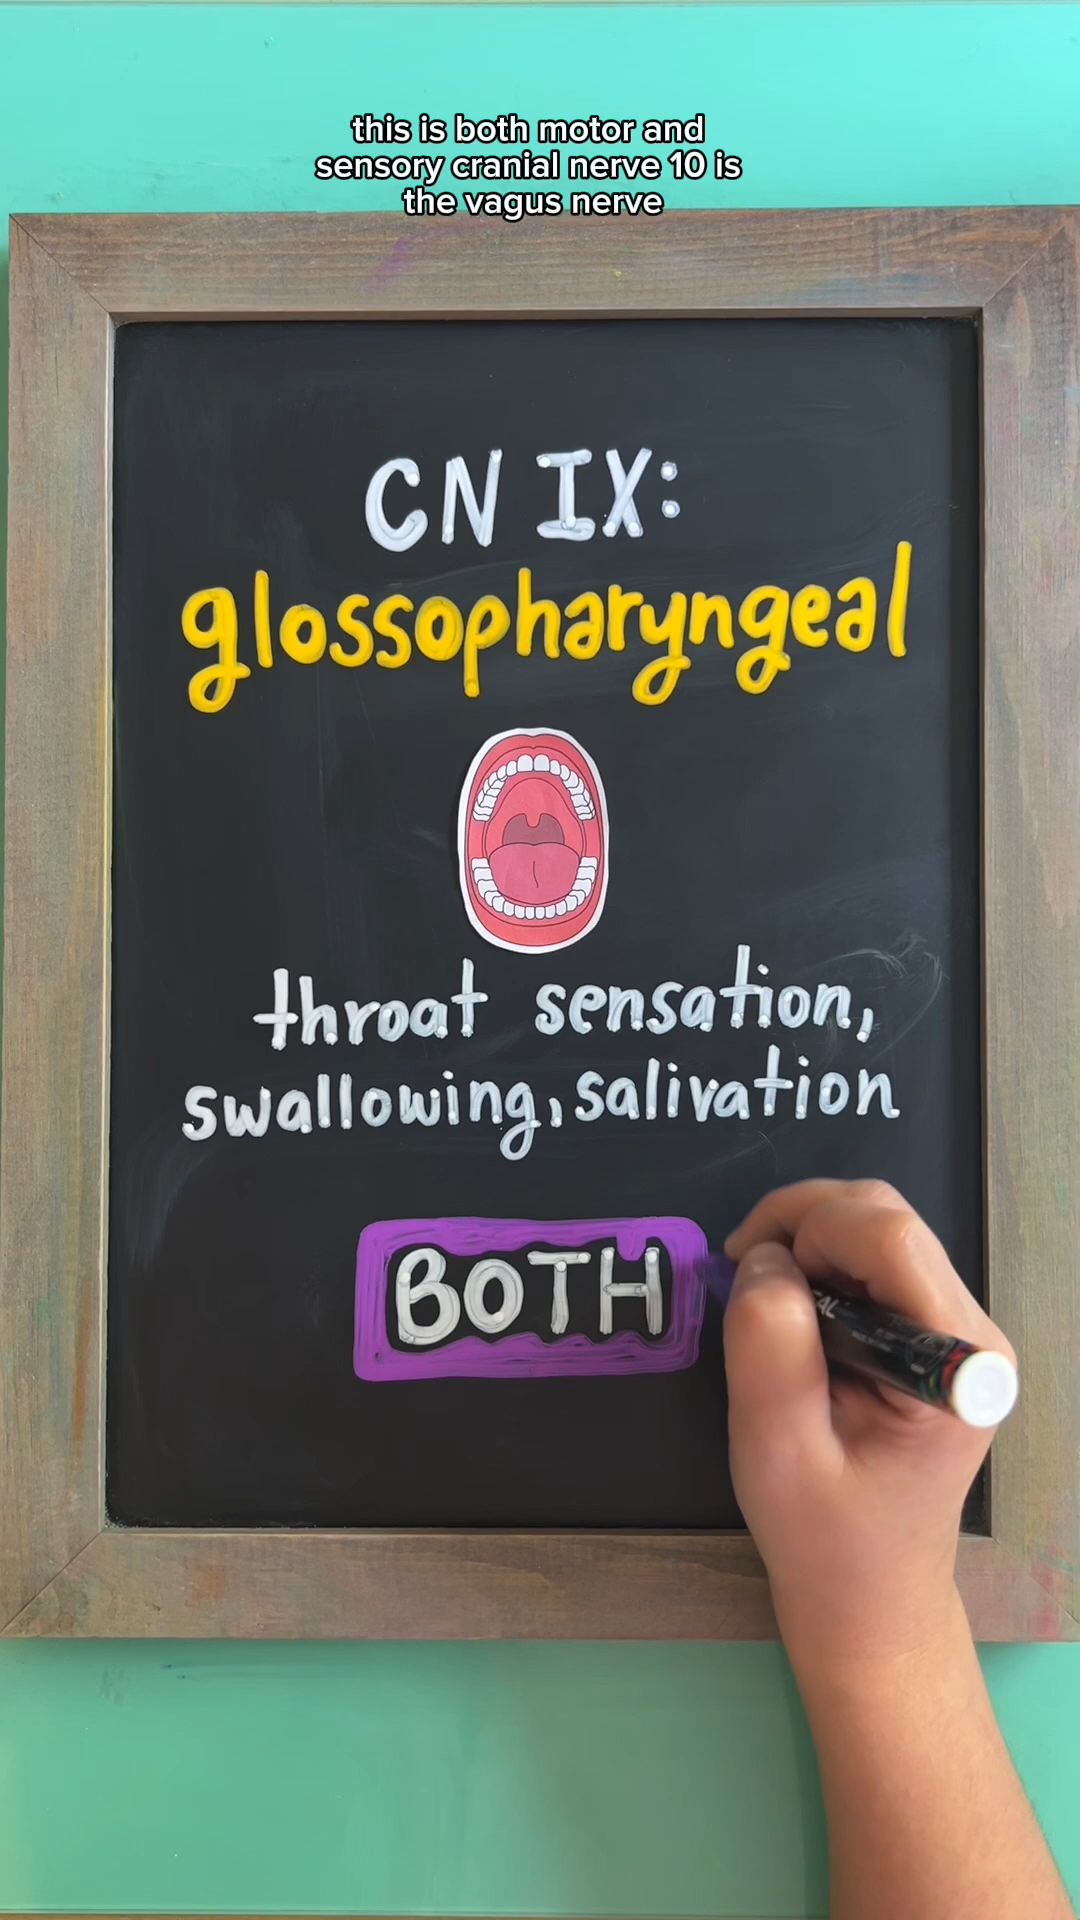 this is both motor and
sensory cranial nerve 10 is
the vagus nerve
CN IX:
glossopharyngeal
throat sensation,
swallowing, salivation
BOTH